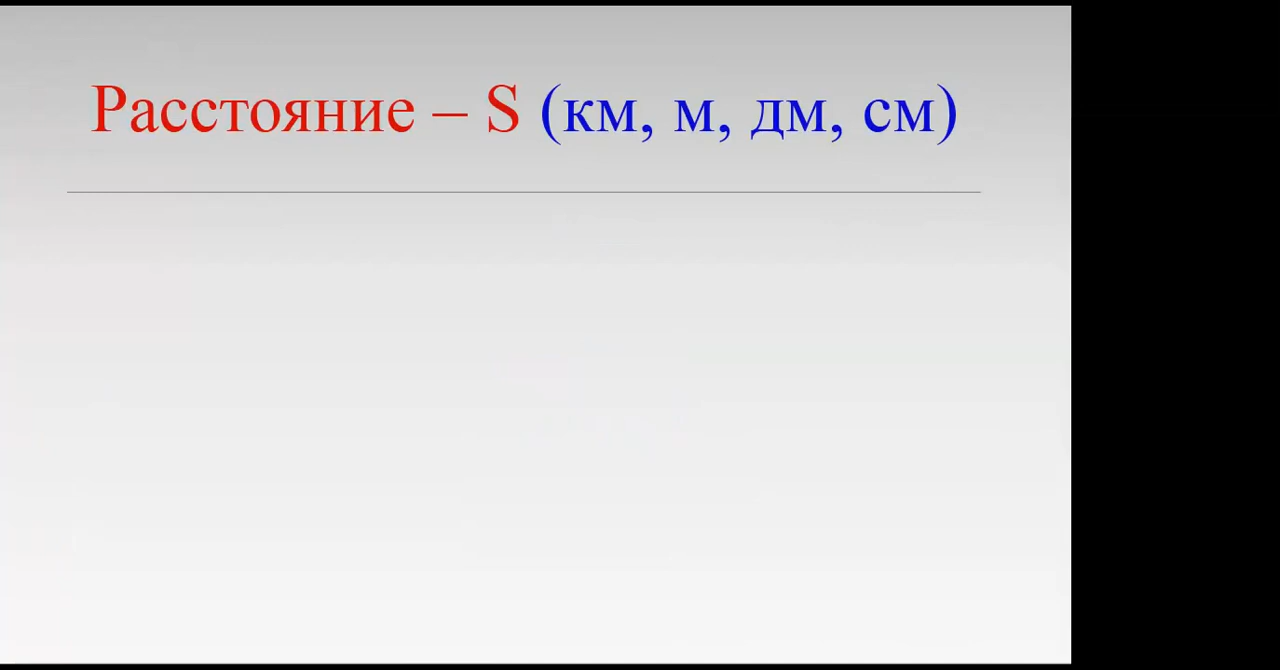 Расстояние – S (км, м, дм, см)